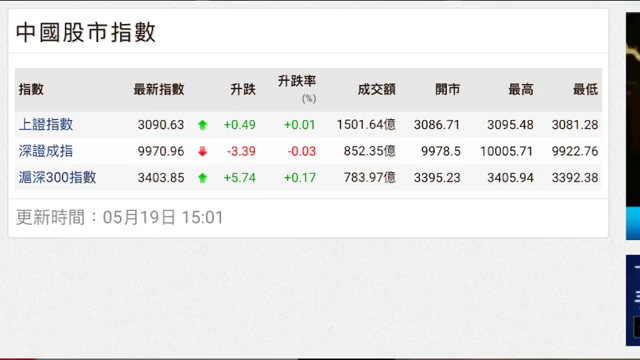 中國股市指數
指數 最新指數 升跌 升跌率 (%) 成交額 開市 最高 最低
上證指數 3090.63 +0.49 +0.01 1501.64億 3086.71 3095.48 3081.28
深證成指 9970.96 -3.39 -0.03 852.35億 9978.5 10005.71 9922.76
滬深300指數 3403.85 +5.74 +0.17 783.97億 3395.23 3405.94 3392.38
更新時間：05月19日 15:01